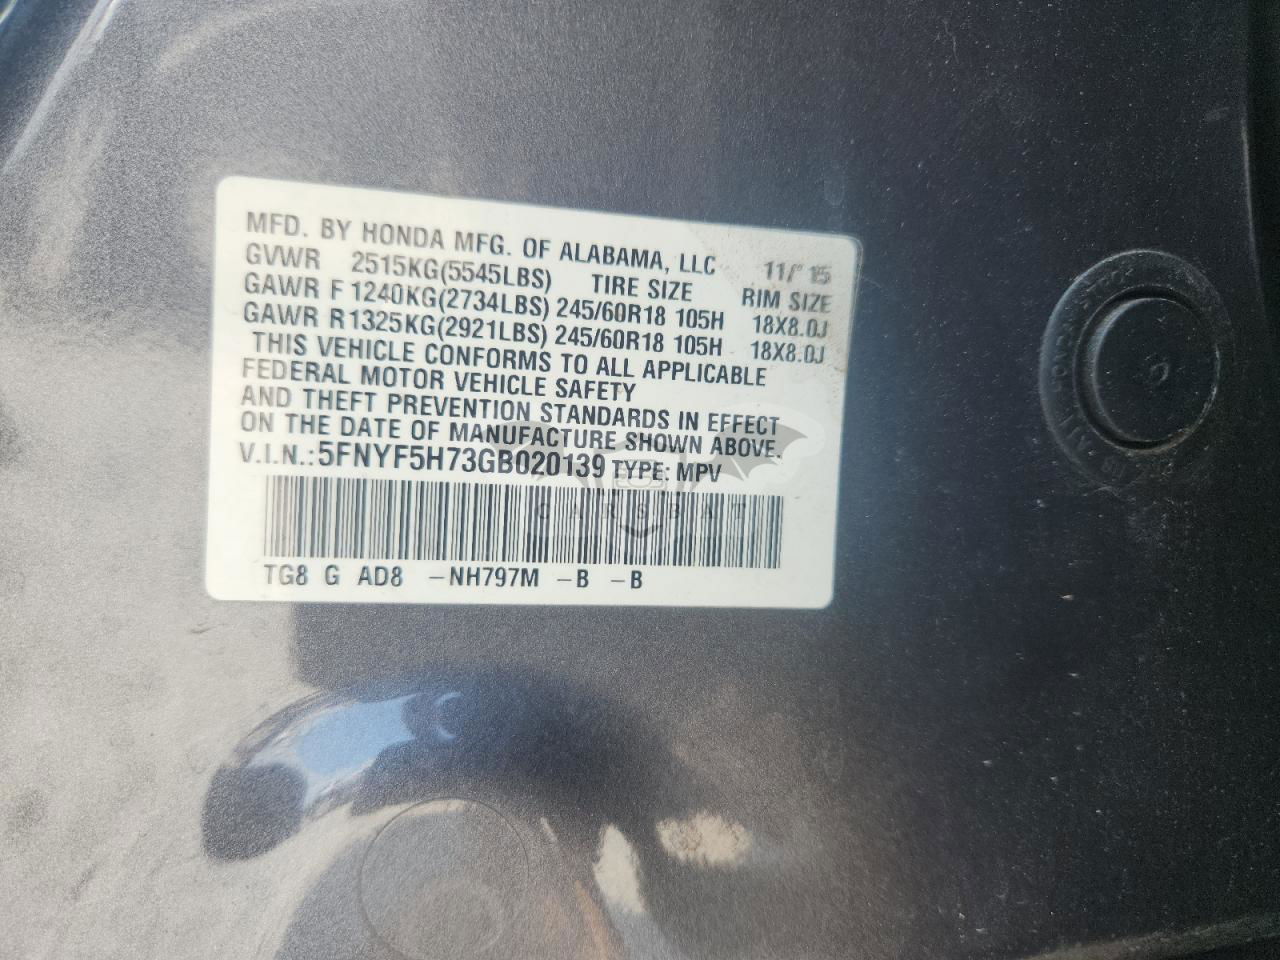 MFD. BY HONDA MFG. OF ALABAMA, LLC 11/ 15
GVWR 2515KG(5545LBS) TIRE SIZE RIM SIZE
GAWR F 1240KG(2734LBS) 245/60R18 105H 18X8.0J
GAWR R 1325KG(2921LBS) 245/60R18 105H 18X8.0J
THIS VEHICLE CONFORMS TO ALL APPLICABLE
FEDERAL MOTOR VEHICLE SAFETY
AND THEFT PREVENTION STANDARDS IN EFFECT
ON THE DATE OF MANUFACTURE SHOWN ABOVE.
V.I.N.: 5FNYF5H73GB020139 TYPE: MPV
CARSBAT
TG8 G AD8 –NH797M –B –B